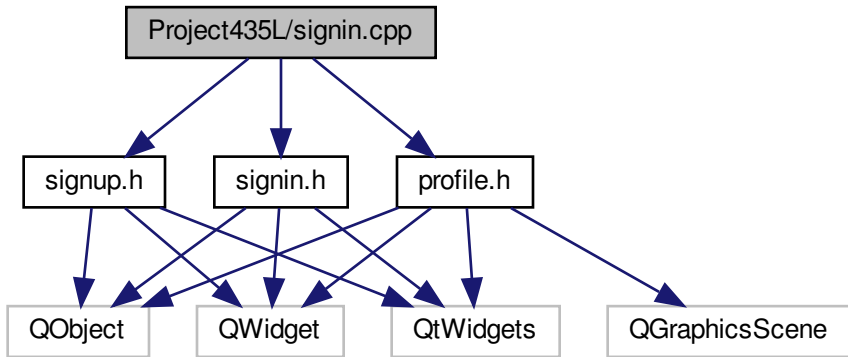 Project435L/signin.cpp
signup.h
signin.h
profile.h
QObject
QWidget
QtWidgets
QGraphicsScene